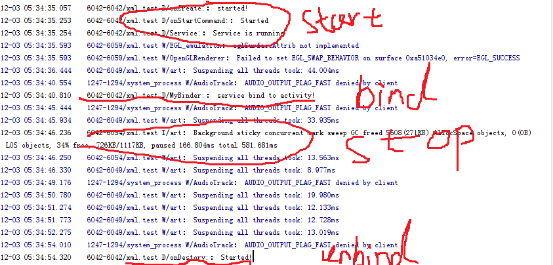 12-03 05:34:35.057 6042-6042/xml.test D/onCreate: : started!
12-03 05:34:35.253 6042-6042/xml.test D/onStartCommand: : Started
start
12-03 05:34:35.254 6042-6042/xml.test D/Service: : Service is running
12-03 05:34:35.593 6042-6059/xml.test W/EGL_emulation: eglSurfaceAttrib not implemented
12-03 05:34:35.593 6042-6059/xml.test W/OpenGLRenderer: Failed to set EGL_SWAP_BEHAVIOR on surface 0xa51034e0, error=EGL_SUCCESS
12-03 05:34:36.444 6042-6042/xml.test W/art: Suspending all threads took: 44.004ms
12-03 05:34:40.554 1247-1294/system_process W/AudioTrack: AUDIO_OUTPUT_FLAG_FAST denied by client
12-03 05:34:40.810 6042-6042/xml.test D/MyBinder: : service bind to activity!
bind
12-03 05:34:45.444 1247-1294/system_process W/AudioTrack: AUDIO_OUTPUT_FLAG_FAST denied by client
12-03 05:34:45.934 6042-6049/xml.test W/art: Suspending all threads took: 33.935ms
12-03 05:34:46.236 xml.test I/art: Background sticky concurrent mark sweep GC freed AllocSpace objects, 0(0B)
stop
LOS objects, 34% free, 726KB/1117KB, paused 166.804ms total 581.681ms
12-03 05:34:46.250 6042-6054/xml.test W/art: Suspending all threads took: 13.563ms
12-03 05:34:46.330 6042-6049/xml.test W/art: Suspending all threads took: 8.977ms
12-03 05:34:49.176 1247-1294/system_process W/AudioTrack: AUDIO_OUTPUT_FLAG_FAST denied by client
12-03 05:34:50.780 6042-6049/xml.test W/art: Suspending all threads took: 19.980ms
12-03 05:34:51.274 6042-6049/xml.test W/art: Suspending all threads took: 12.133ms
12-03 05:34:51.773 6042-6049/xml.test W/art: Suspending all threads took: 12.728ms
12-03 05:34:52.275 6042-6049/xml.test W/art: Suspending all threads took: 13.019ms
12-03 05:34:54.010 1247-1294/system_process W/AudioTrack: AUDIO_OUTPUT_FLAG_FAST denied by client
12-03 05:34:54.320 6042-6042/xml.test D/onDestory: : Started!
unbind